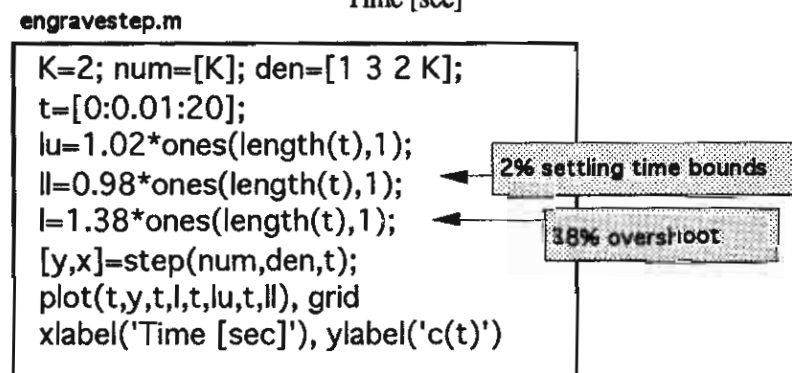 Time [sec]
engravestep.m
K=2; num=[K]; den=[1 3 2 K];
t=[0:0.01:20];
lu=1.02*ones(length(t),1);
ll=0.98*ones(length(t),1);
2% settling time bounds
l=1.38*ones(length(t),1);
38% overshoot
[y,x]=step(num,den,t);
plot(t,y,t,l,t,lu,t,ll), grid
xlabel('Time [sec]'), ylabel('c(t)')